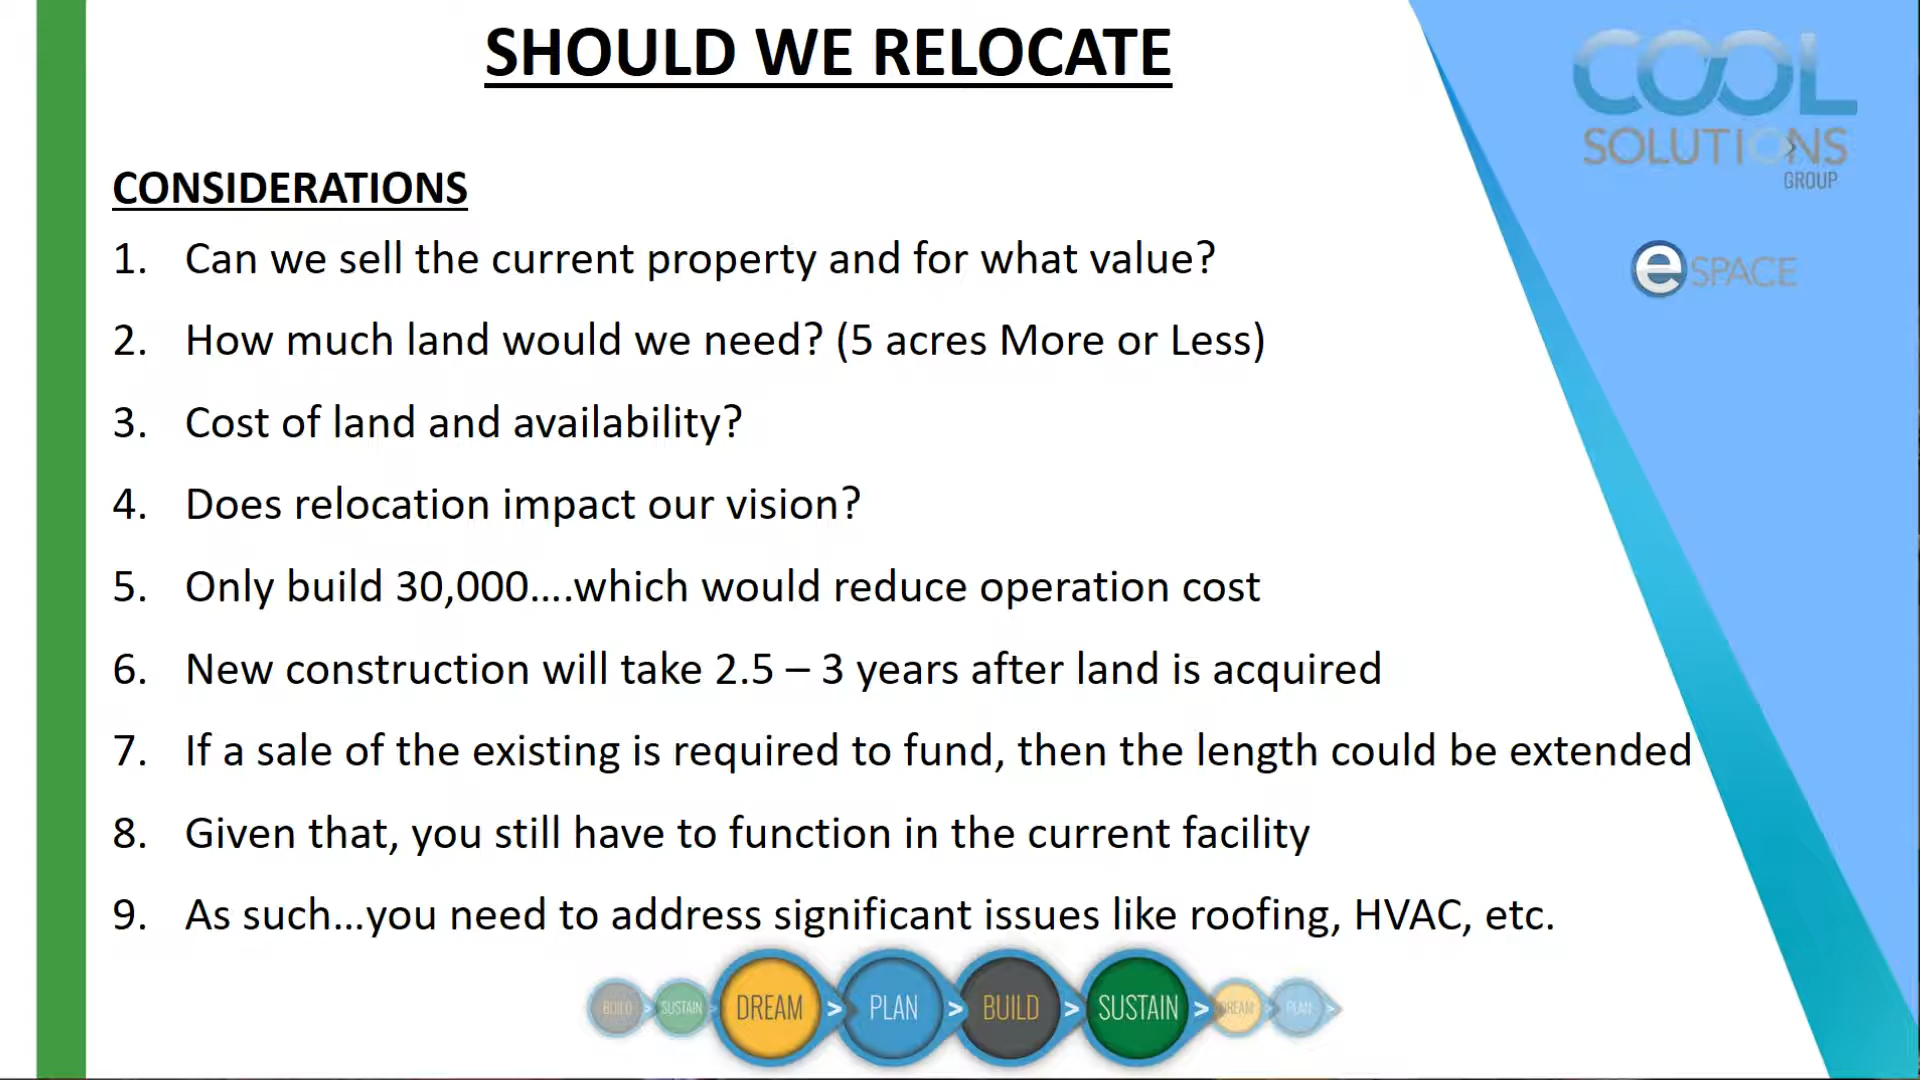 SHOULD WE RELOCATE
COOL
SOLUTIONS
GROUP
e SPACE
CONSIDERATIONS
1. Can we sell the current property and for what value?
2. How much land would we need? (5 acres More or Less)
3. Cost of land and availability?
4. Does relocation impact our vision?
5. Only build 30,000....which would reduce operation cost
6. New construction will take 2.5 – 3 years after land is acquired
7. If a sale of the existing is required to fund, then the length could be extended
8. Given that, you still have to function in the current facility
9. As such...you need to address significant issues like roofing, HVAC, etc.
BUILD > SUSTAIN > DREAM > PLAN > BUILD > SUSTAIN > DREAM > PLAN >